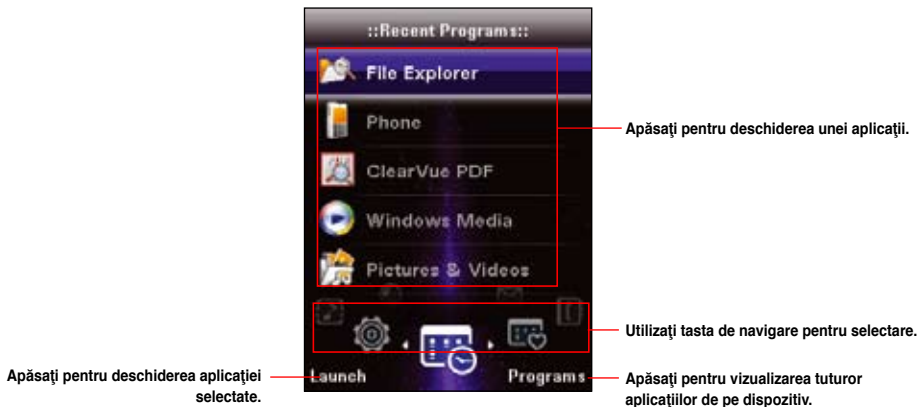 ::Recent Programs::
File Explorer
Phone
Apăsaţi pentru deschiderea unei aplicaţii.
ClearVue PDF
Windows Media
Pictures & Videos
Utilizaţi tasta de navigare pentru selectare.
Apăsaţi pentru deschiderea aplicaţiei
selectate.
Launch
Programs
Apăsaţi pentru vizualizarea tuturor
aplicaţiilor de pe dispozitiv.